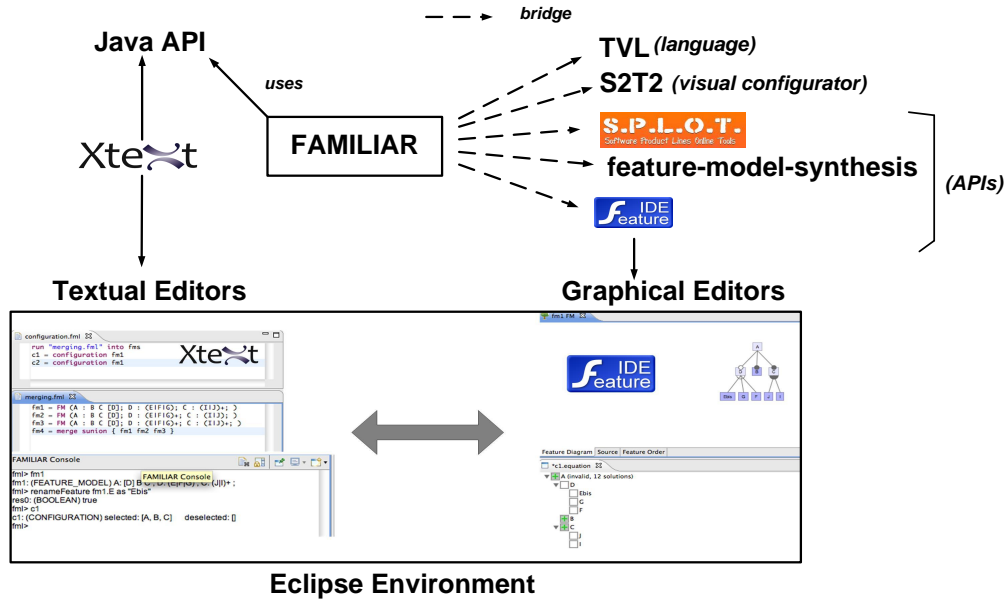 bridge
Java API
TVL (language)
S2T2 (visual configurator)
uses
FAMILIAR
S.P.L.O.T.
Software Product Lines Online Tools
Xtext
feature-model-synthesis
(APIs)
IDE
Feature
Textual Editors
Graphical Editors
configuration.fml
run "merging.fml" into fms
c1 = configuration fm1
c2 = configuration fm1
Xtext
merging.fml
fm1 = FM (A : B C [D]; D : (E|F|G); C : (I|J)+; )
fm2 = FM (A : B C [D]; D : (E|F|G)+; C : (I|J); )
fm3 = FM (A : B C [D]; D : (E|F|G)+; C : (I|J)+; )
fm4 = merge sunion { fm1 fm2 fm3 }
FAMILIAR Console
fml> fm1
FAMILIAR Console
fm1: (FEATURE_MODEL) A: [D] B C ; D: (E|F|G) ; C: (J|I)+ ;
fml> renameFeature fm1.E as "Ebis"
res0: (BOOLEAN) true
fml> c1
c1: (CONFIGURATION) selected: [A, B, C] deselected: []
fml>
fm1 FM
IDE
Feature
A
Ebis G F J I
Feature Diagram Source Feature Order
*c1.equation
A (invalid, 12 solutions)
D
Ebis
G
F
B
C
J
I
Eclipse Environment